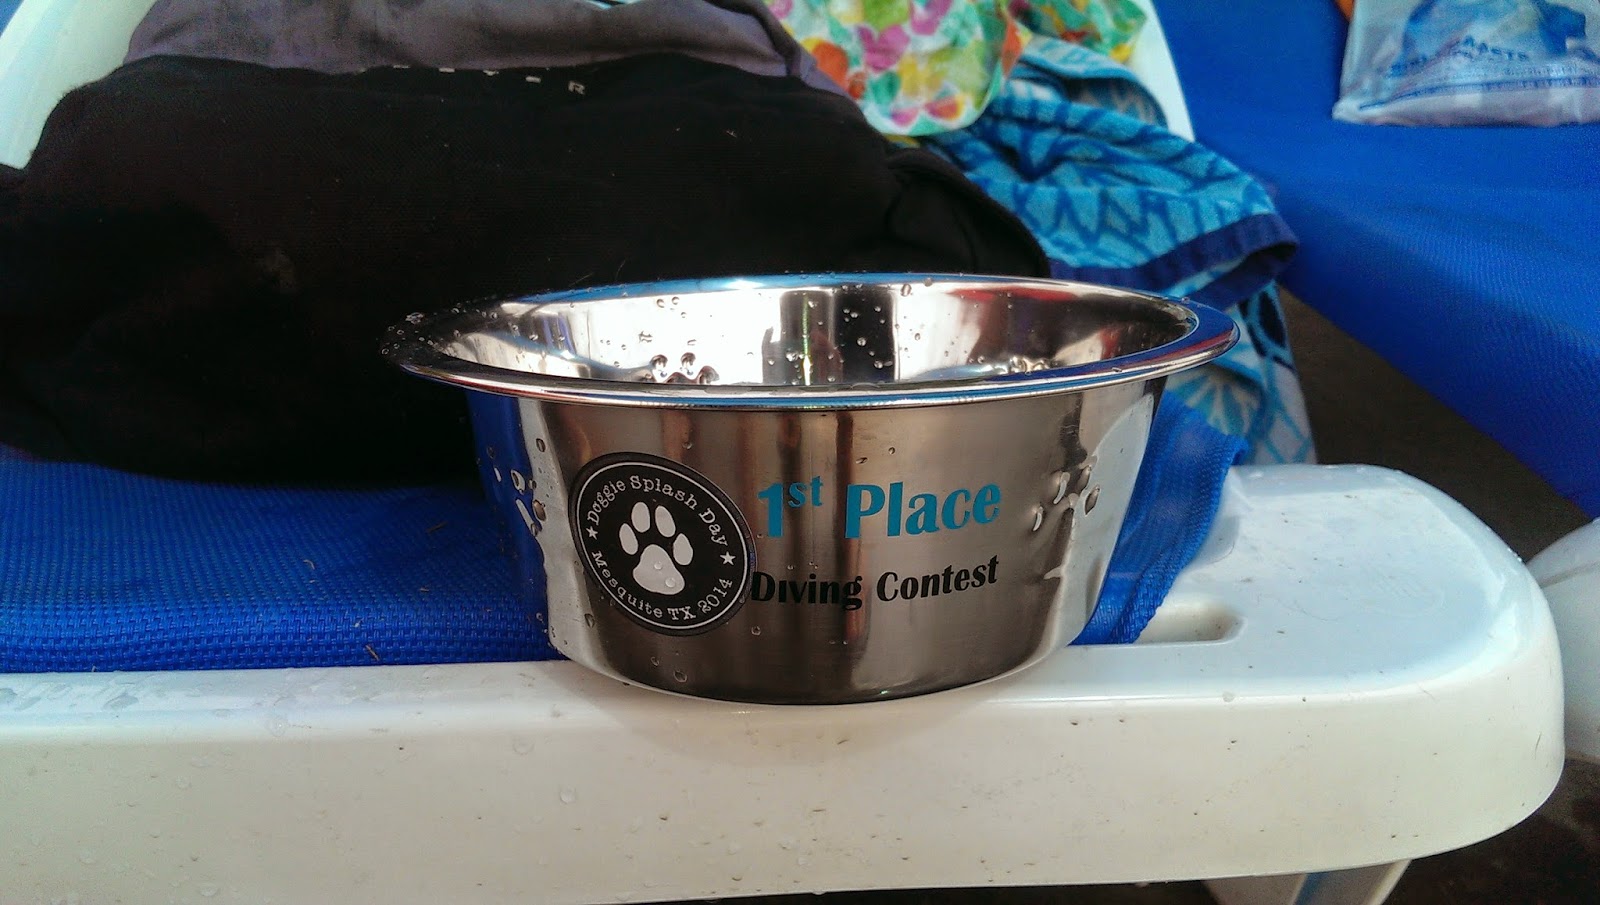 Doggie Splash Day
Mesquite TX 2014
1st Place
Diving Contest